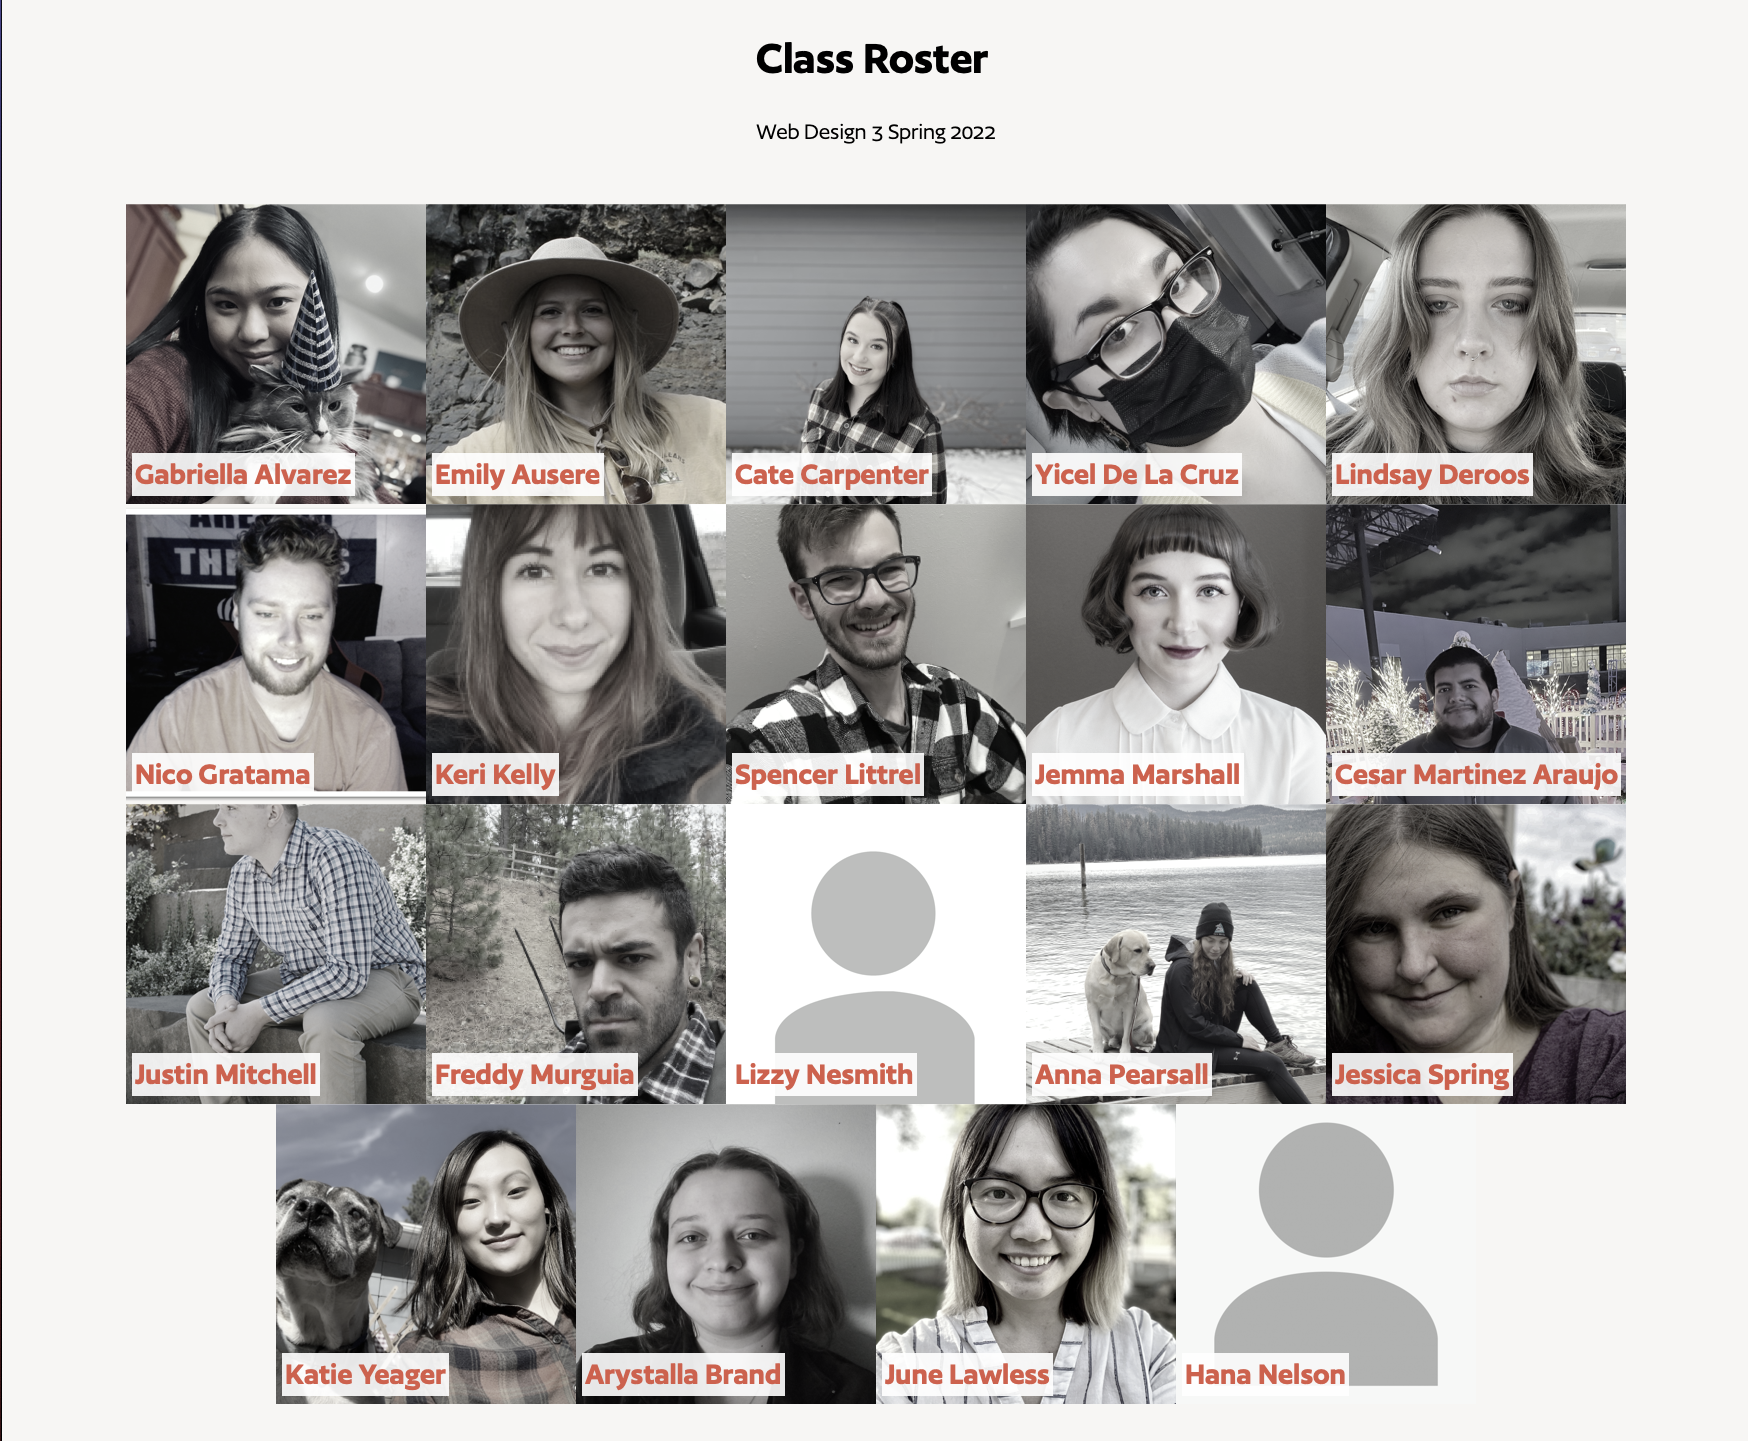 Class Roster
Web Design 3 Spring 2022
Gabriella Alvarez
Emily Ausere
Cate Carpenter
Yicel De La Cruz
Lindsay Deroos
Nico Gratama
Keri Kelly
Spencer Littrel
Jemma Marshall
Cesar Martinez Araujo
Justin Mitchell
Freddy Murguia
Lizzy Nesmith
Anna Pearsall
Jessica Spring
Katie Yeager
Arystalla Brand
June Lawless
Hana Nelson